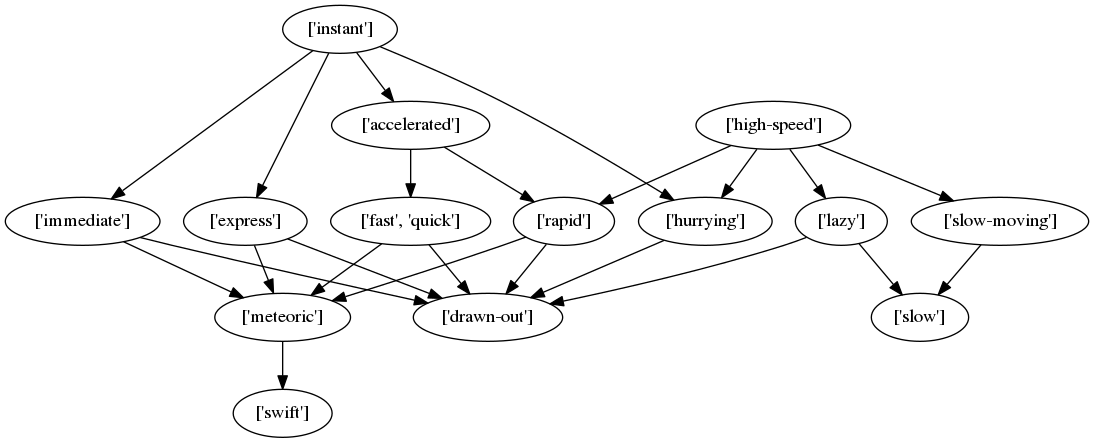 ['instant']
['accelerated']
['high-speed']
['immediate']
['express']
['fast', 'quick']
['rapid']
['hurrying']
['lazy']
['slow-moving']
['meteoric']
['drawn-out']
['slow']
['swift']